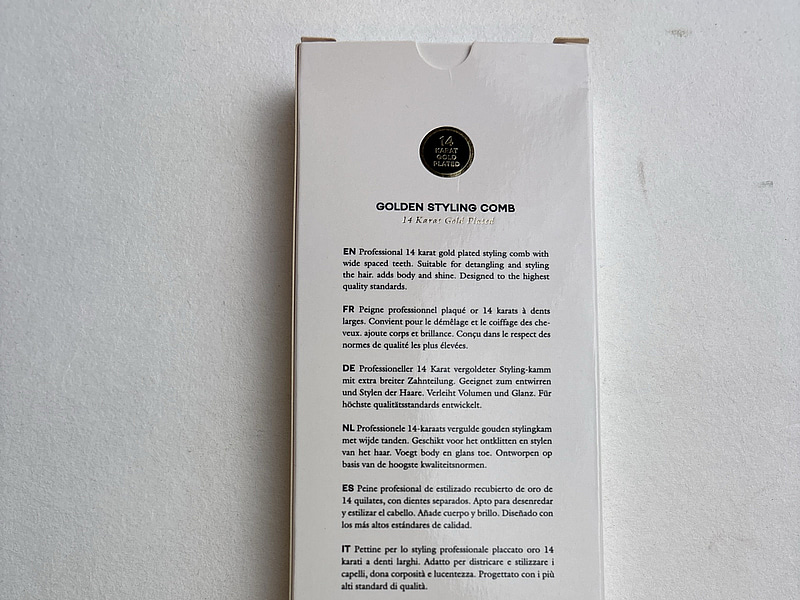 14
KARAT
GOLD
PLATED
GOLDEN STYLING COMB
14 Karat Gold Plated
EN Professional 14 karat gold plated styling comb with
wide spaced teeth. Suitable for detangling and styling
the hair. adds body and shine. Designed to the highest
quality standards.
FR Peigne professionnel plaqué or 14 karats à dents
larges. Convient pour le démêlage et le coiffage des che-
veux. ajoute corps et brillance. Conçu dans le respect des
normes de qualité les plus élevées.
DE Professioneller 14 Karat vergoldeter Styling-kamm
mit extra breiter Zahnteilung. Geeignet zum entwirren
und Stylen der Haare. Verleiht Volumen und Glanz. Für
höchste qualitätsstandards entwickelt.
NL Professionele 14-karaats vergulde gouden stylingkam
met wijde tanden. Geschikt voor het ontklitten en stylen
van het haar. Voegt body en glans toe. Ontworpen op
basis van de hoogste kwaliteitsnormen.
ES Peine profesional de estilizado recubierto de oro de
14 quilates, con dientes separados. Apto para desenredar
y estilizar el cabello. Añade cuerpo y brillo. Diseñado con
los más altos estándares de calidad.
IT Pettine per lo styling professionale placcato oro 14
karati a denti larghi. Adatto per districare e stilizzare i
capelli, dona corposità e lucentezza. Progettato con i più
alti standard di qualità.